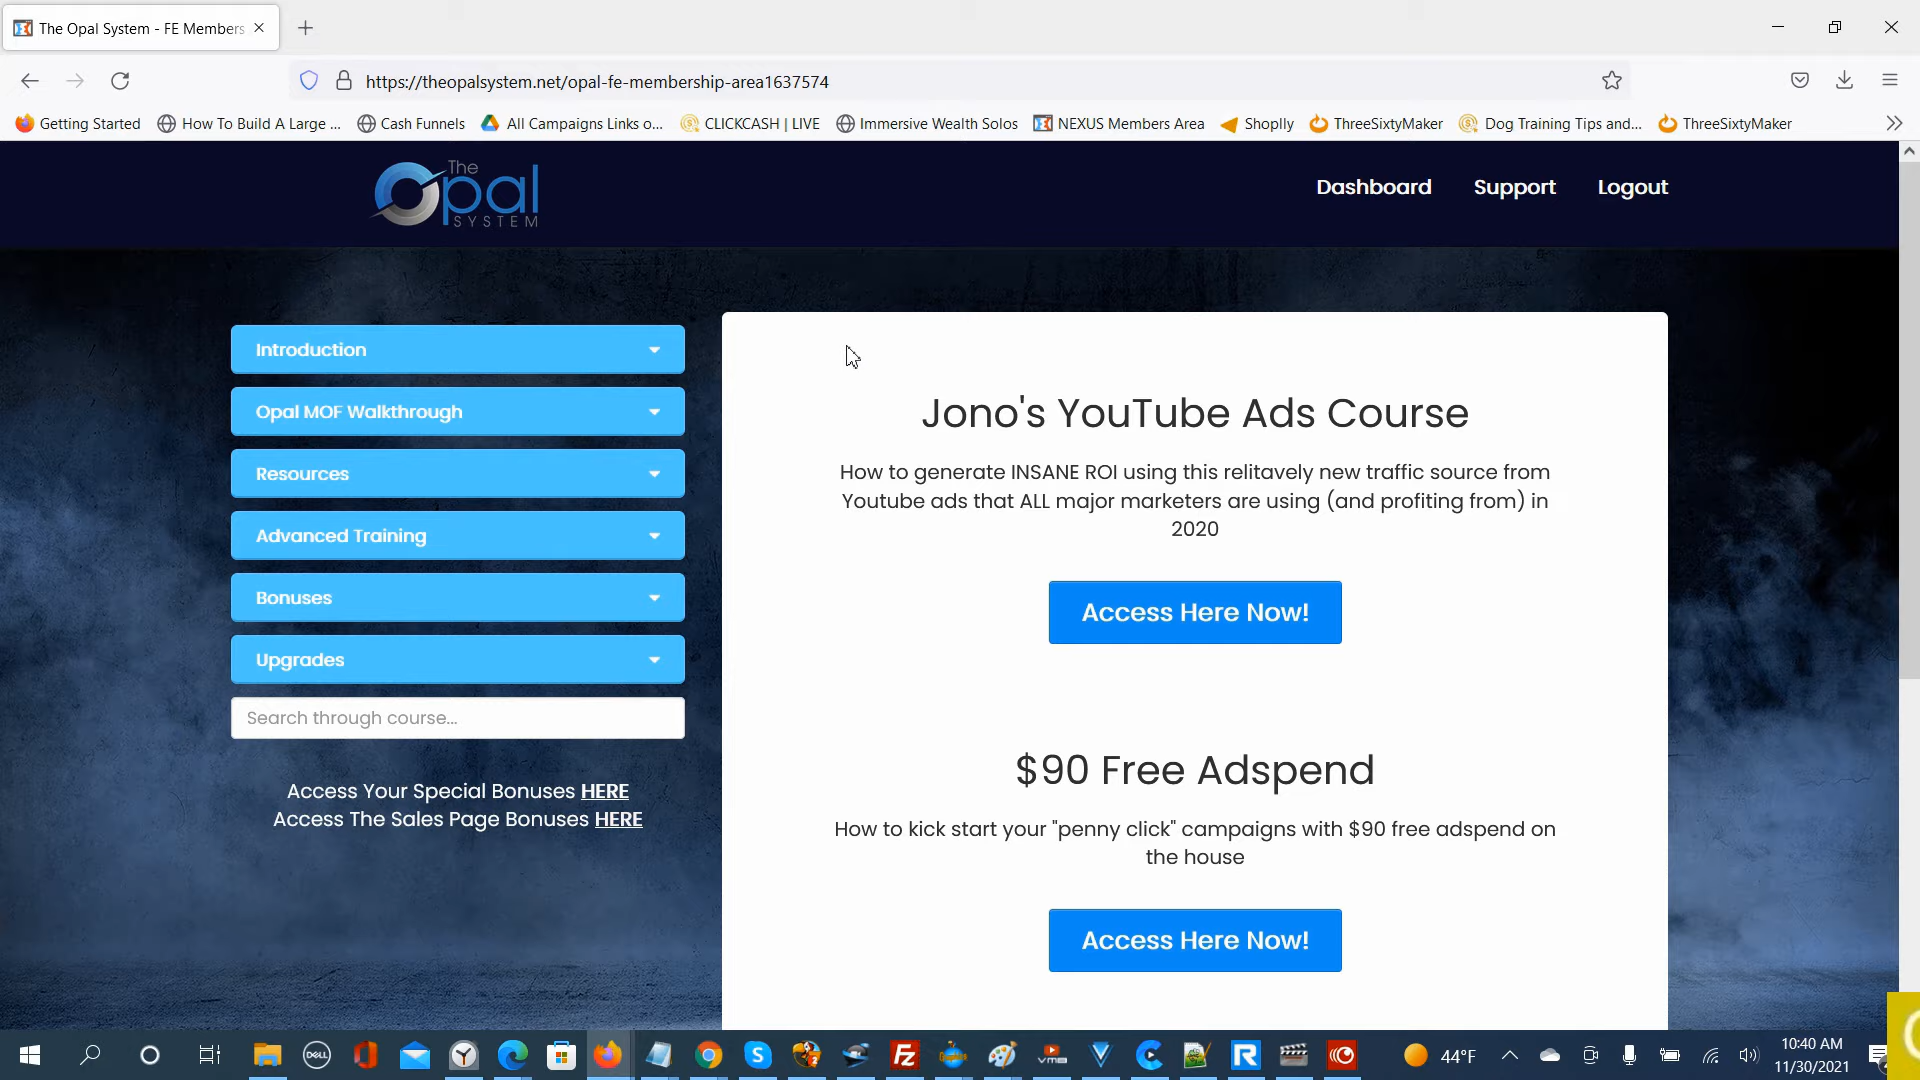 The Opal System - FE Members
https://theopalsystem.net/opal-fe-membership-area1637574
Getting Started
How To Build A Large ...
Cash Funnels
All Campaigns Links o...
CLICKCASH | LIVE
Immersive Wealth Solos
NEXUS Members Area
Shoplly
ThreeSixtyMaker
Dog Training Tips and...
ThreeSixtyMaker
The
Opal
SYSTEM
Dashboard
Support
Logout
Introduction
Opal MOF Walkthrough
Resources
Advanced Training
Bonuses
Upgrades
Search through course...
Access Your Special Bonuses HERE
Access The Sales Page Bonuses HERE
Jono's YouTube Ads Course
How to generate INSANE ROI using this relitavely new traffic source from
Youtube ads that ALL major marketers are using (and profiting from) in
2020
Access Here Now!
$90 Free Adspend
How to kick start your "penny click" campaigns with $90 free adspend on
the house
Access Here Now!
44°F
10:40 AM
11/30/2021